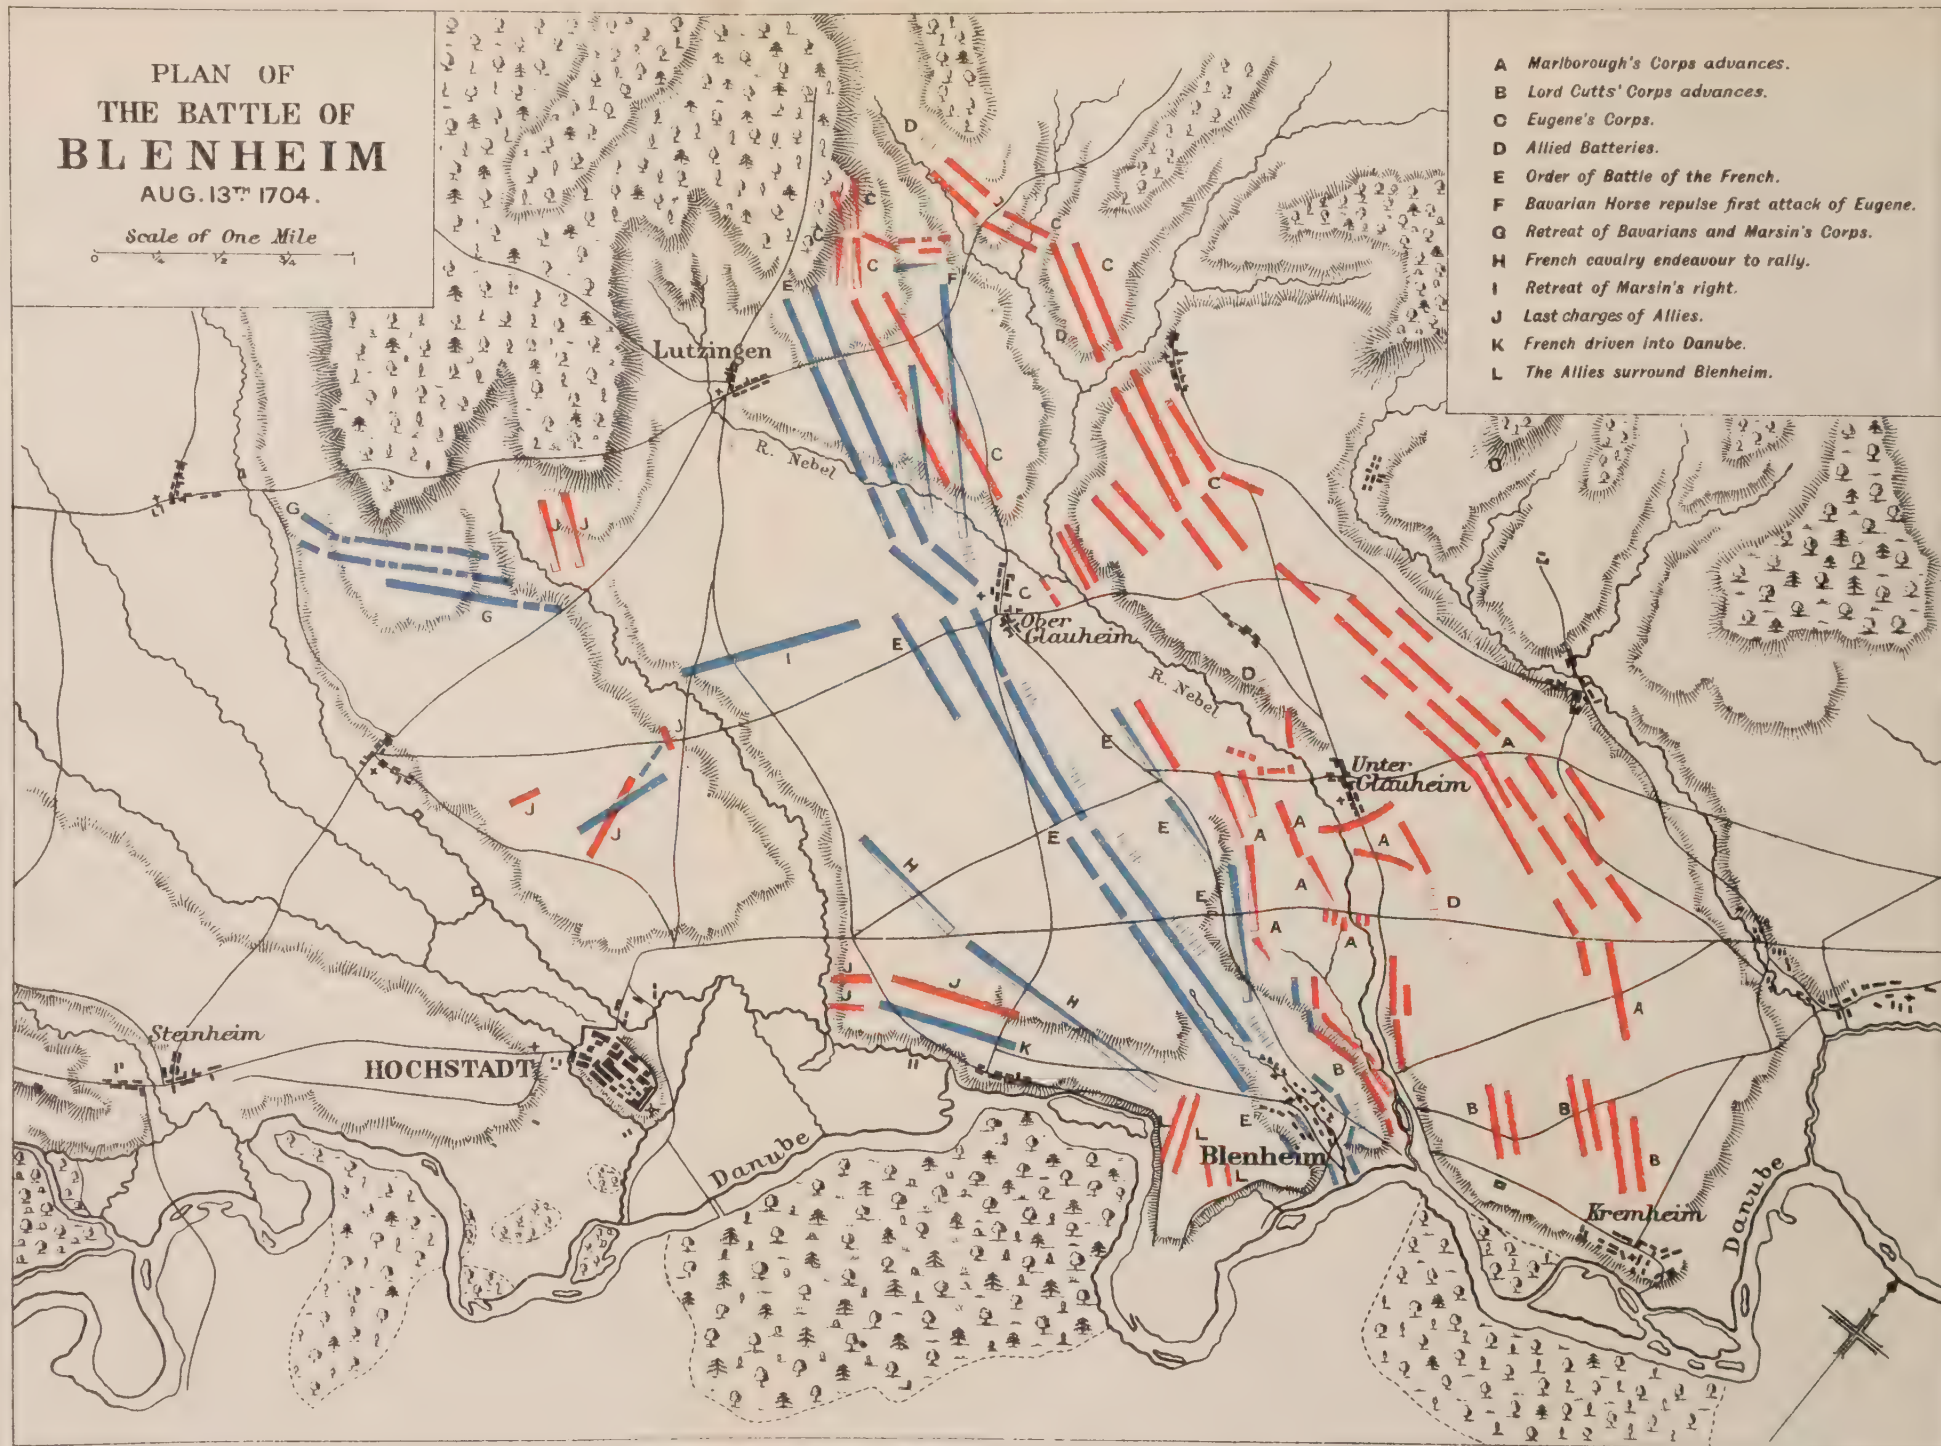 PLAN OF
THE BATTLE OF
BLENHEIM
AUG. 13TH 1704.
Scale of One Mile
0 1/4 1/2 3/4 1
A Marlborough's Corps advances.
B Lord Cutts' Corps advances.
C Eugene's Corps.
D Allied Batteries.
E Order of Battle of the French.
F Bavarian Horse repulse first attack of Eugene.
G Retreat of Bavarians and Marsin's Corps.
H French cavalry endeavour to rally.
I Retreat of Marsin's right.
J Last charges of Allies.
K French driven into Danube.
L The Allies surround Blenheim.
D
C
C
C
C
C
E
F
D
Lutzingen
R. Nebel
C
C
D
G
J
J
G
C
Ober
Glauheim
I
E
D
R. Nebel
J
E
A
Unter
Glauheim
J
J
E
E
A
A
A
H
A
E
D
A
A
J
J
J
H
A
Steinheim
HOCHSTADT
K
B
E
B
B
B
L
L
Blenheim
Danube
Kremheim
Danube